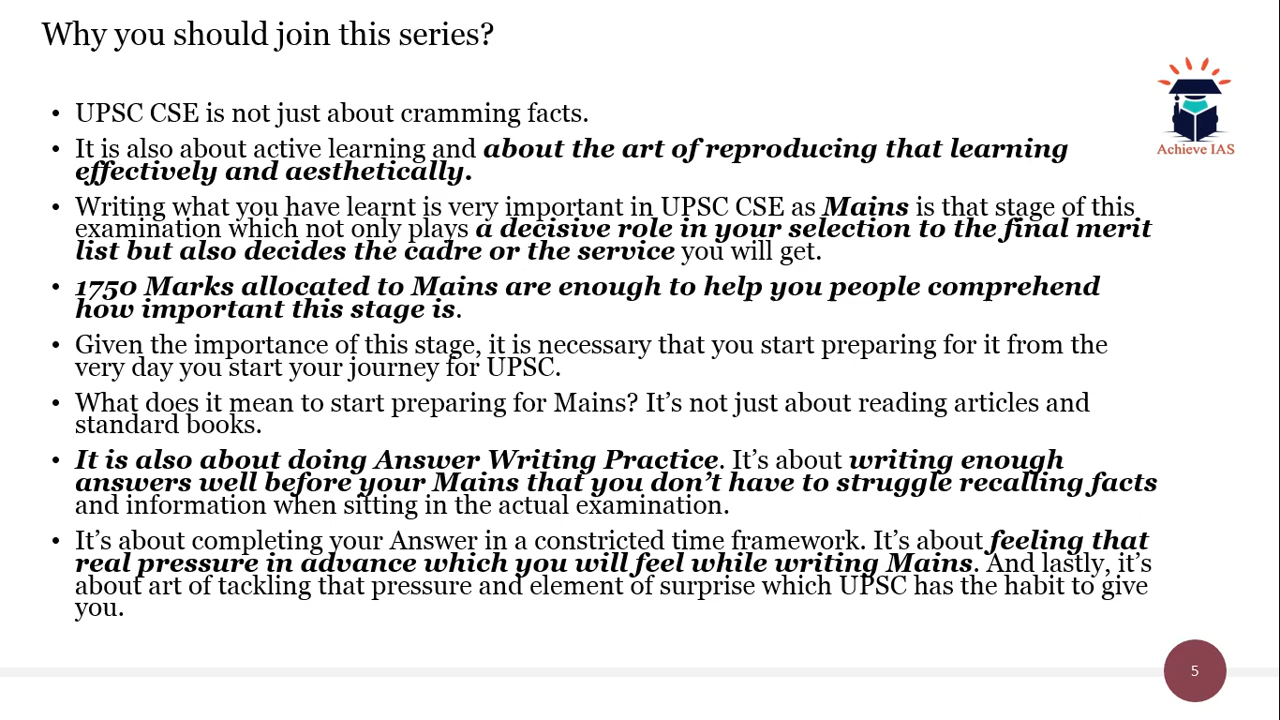 Why you should join this series?
Achieve IAS
• UPSC CSE is not just about cramming facts.
• It is also about active learning and about the art of reproducing that learning
effectively and aesthetically.
• Writing what you have learnt is very important in UPSC CSE as Mains is that stage of this
examination which not only plays a decisive role in your selection to the final merit
list but also decides the cadre or the service you will get.
• 1750 Marks allocated to Mains are enough to help you people comprehend
how important this stage is.
• Given the importance of this stage, it is necessary that you start preparing for it from the
very day you start your journey for UPSC.
• What does it mean to start preparing for Mains? It’s not just about reading articles and
standard books.
• It is also about doing Answer Writing Practice. It’s about writing enough
answers well before your Mains that you don’t have to struggle recalling facts
and information when sitting in the actual examination.
• It’s about completing your Answer in a constricted time framework. It’s about feeling that
real pressure in advance which you will feel while writing Mains. And lastly, it’s
about art of tackling that pressure and element of surprise which UPSC has the habit to give
you.
5